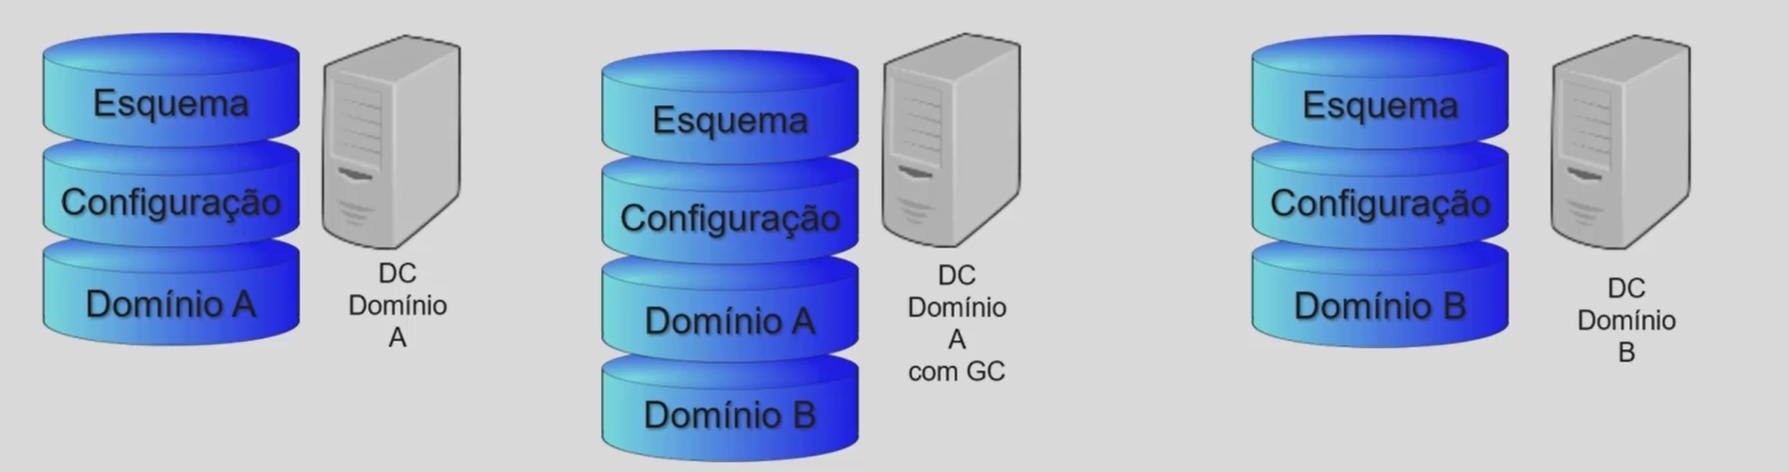 Esquema
Configuração
Domínio A
DC
Domínio
A
Esquema
Configuração
Domínio A
Domínio B
DC
Domínio
A
com GC
Esquema
Configuração
Domínio B
DC
Domínio
B